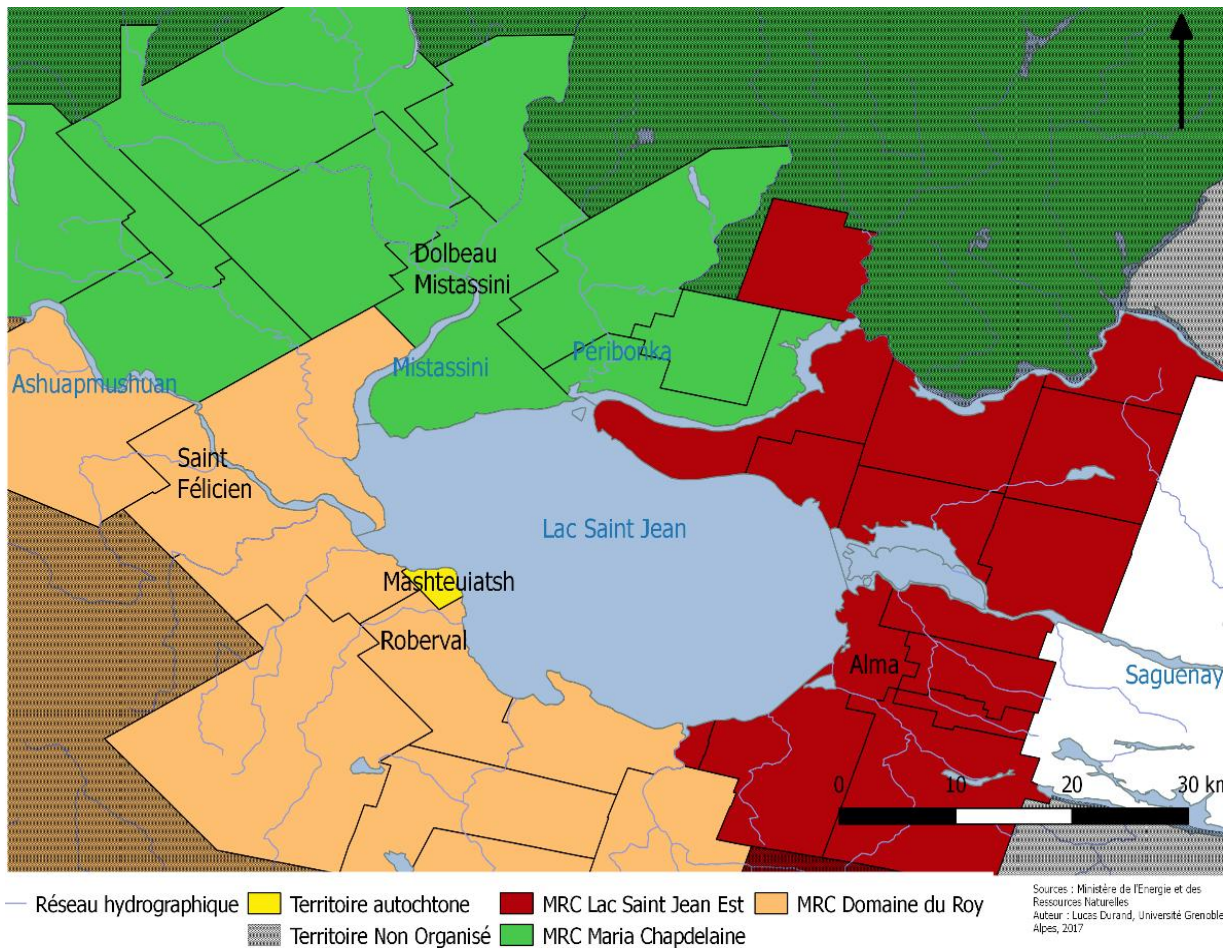 Dolbeau
Mistassini
Ashuapmushuan
Mistassini
Péribonka
Saint
Félicien
Lac Saint Jean
Mashteuiatsh
Roberval
Alma
Saguenay
0 10 20 30 km
Réseau hydrographique
Territoire autochtone
MRC Lac Saint Jean Est
MRC Domaine du Roy
Territoire Non Organisé
MRC Maria Chapdelaine
Sources : Ministère de l'Energie et des
Ressources Naturelles
Auteur : Lucas Durand, Université Grenoble
Alpes, 2017